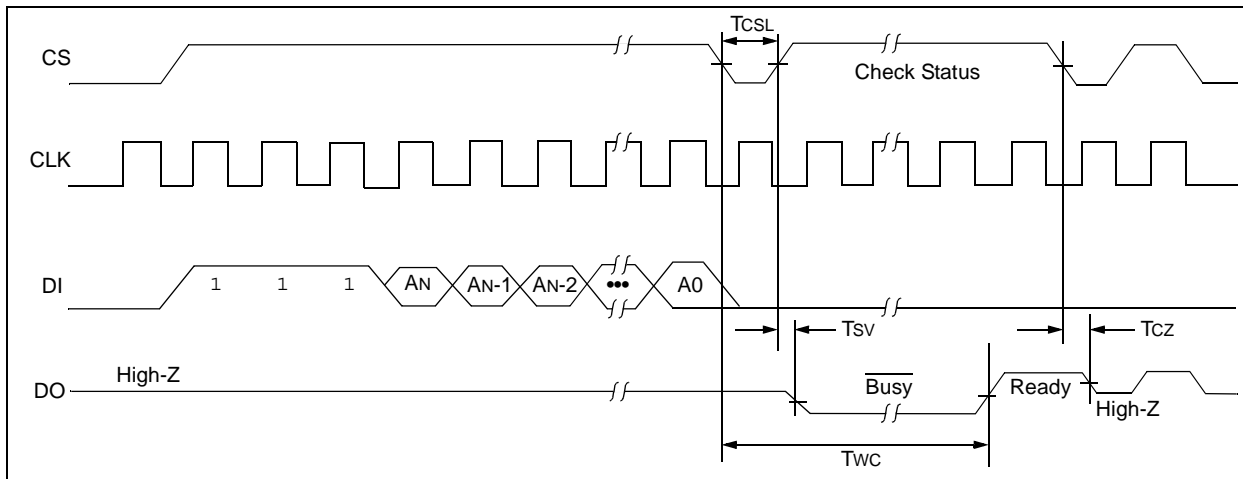 TCSL
CS
Check Status
CLK
DI
1 1 1 AN AN-1 AN-2 ••• A0
TSV
TCZ
High-Z
DO
Busy
Ready
High-Z
TWC